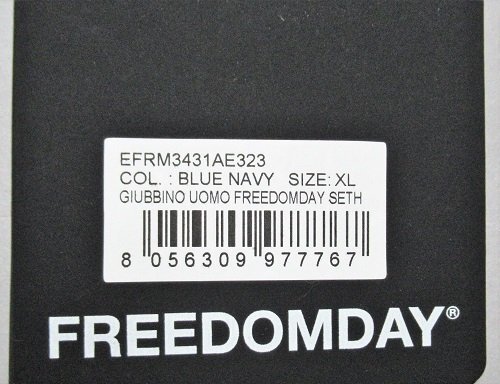 EFRM3431AE323
COL. : BLUE NAVY SIZE: XL
GIUBBINO UOMO FREEDOMDAY SETH
8 056309 977767
FREEDOMDAY®